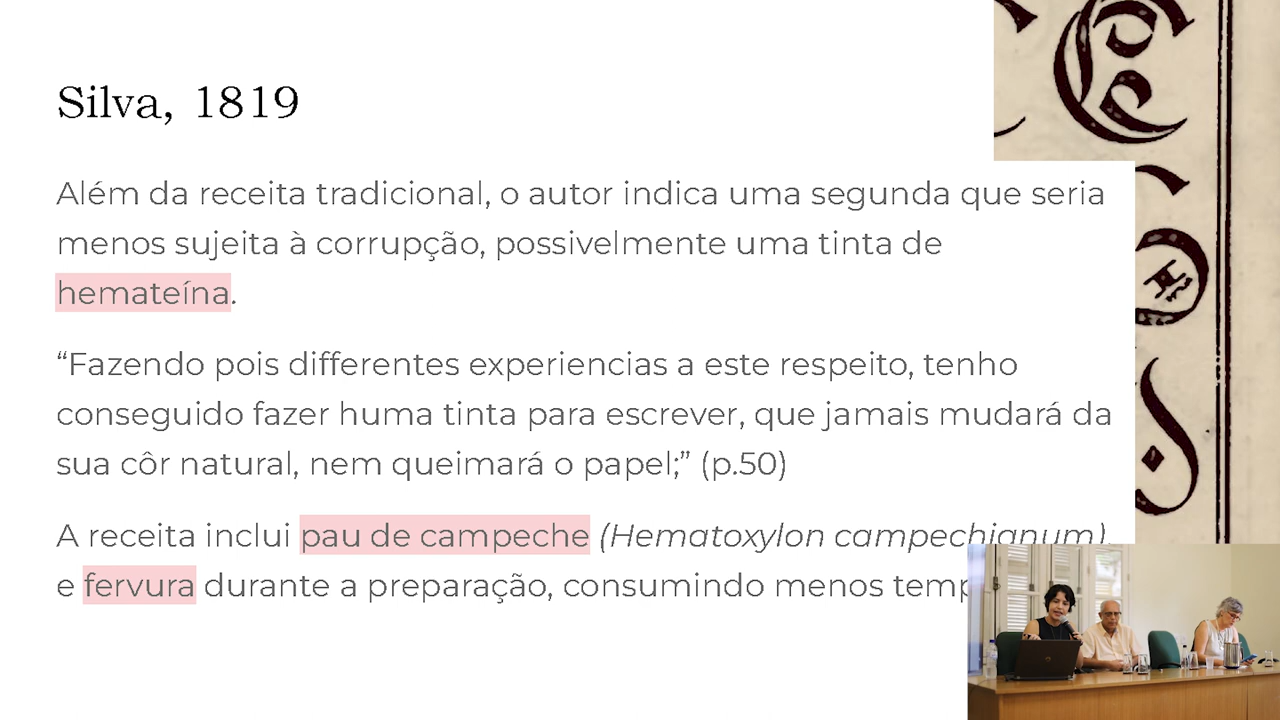 Silva, 1819
Além da receita tradicional, o autor indica uma segunda que seria
menos sujeita à corrupção, possivelmente uma tinta de
hemateína.
“Fazendo pois differentes experiencias a este respeito, tenho
conseguido fazer huma tinta para escrever, que jamais mudará da
sua côr natural, nem queimará o papel;” (p.50)
A receita inclui pau de campeche (Hematoxylon campechianum),
e fervura durante a preparação, consumindo menos